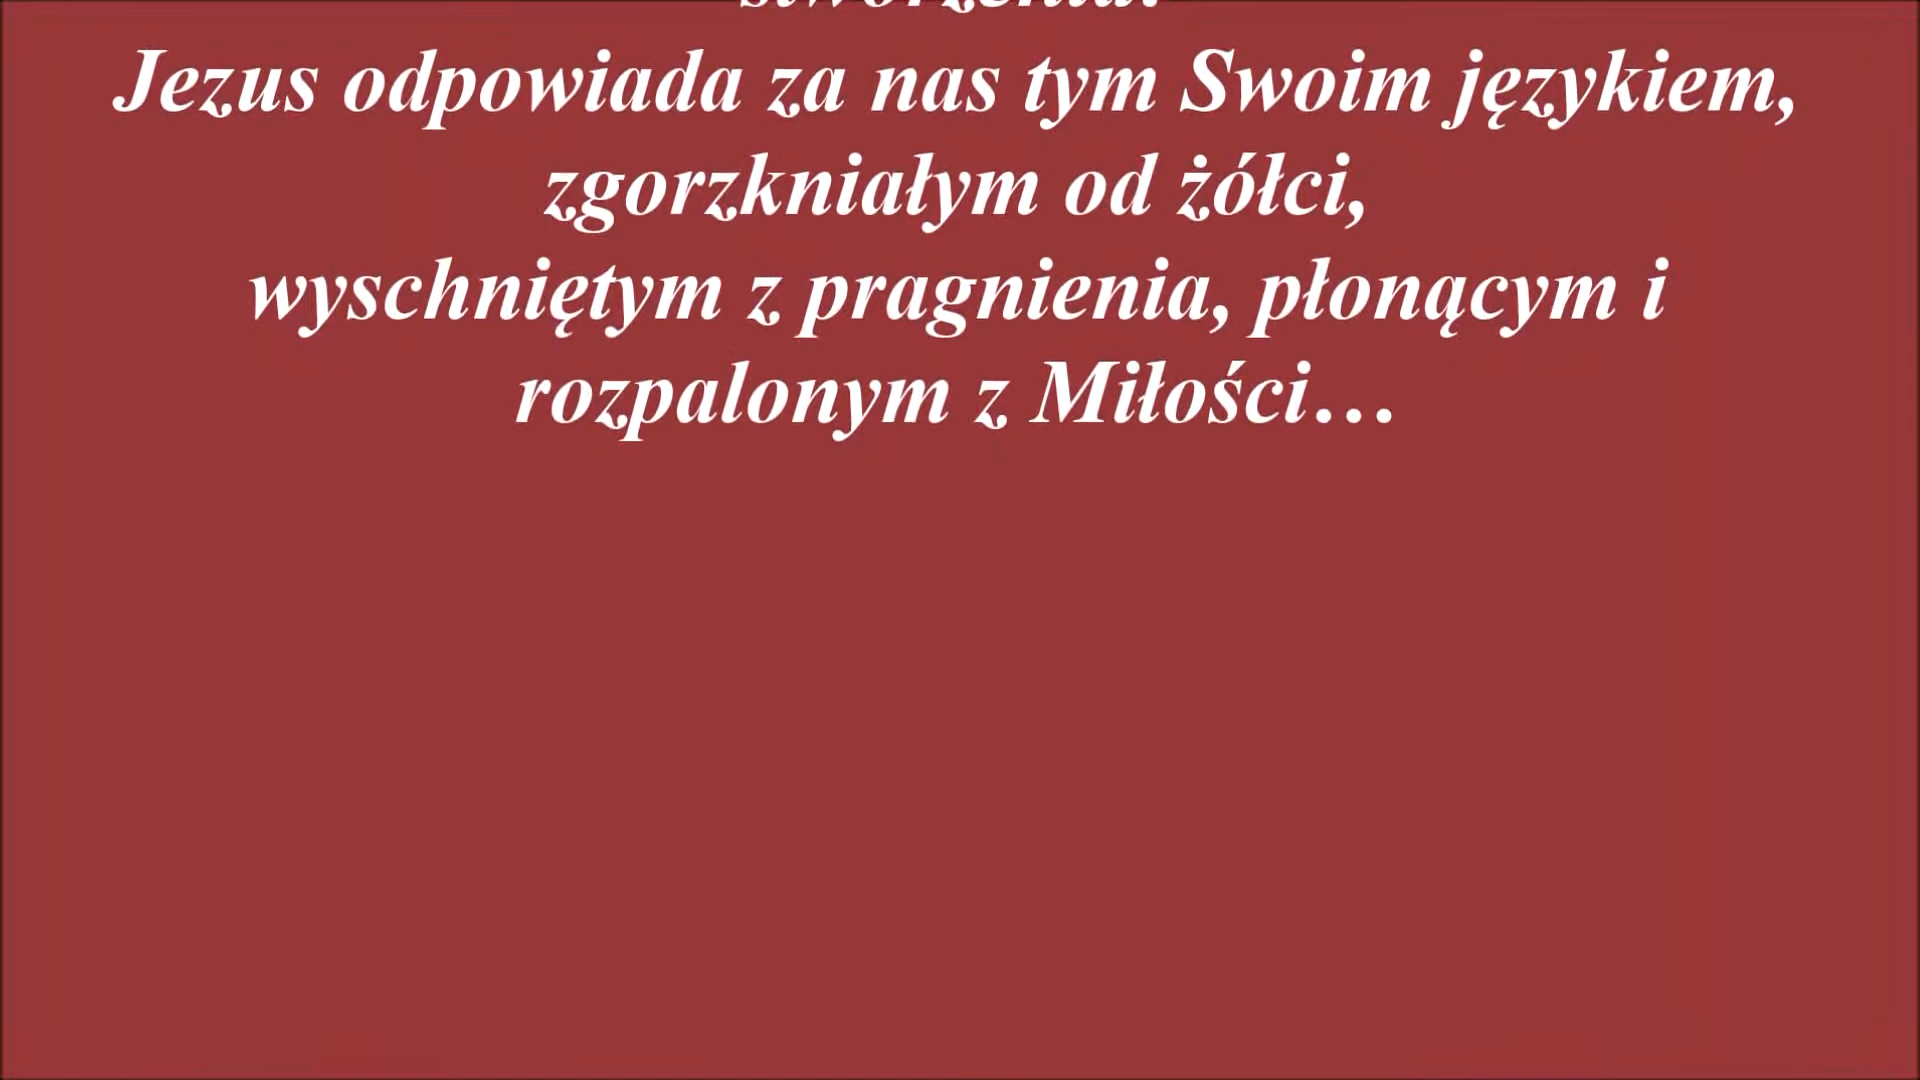 Jezus odpowiada za nas tym Swoim językiem,
zgorzkniałym od żółci,
wyschniętym z pragnienia, płonącym i
rozpalonym z Miłości…